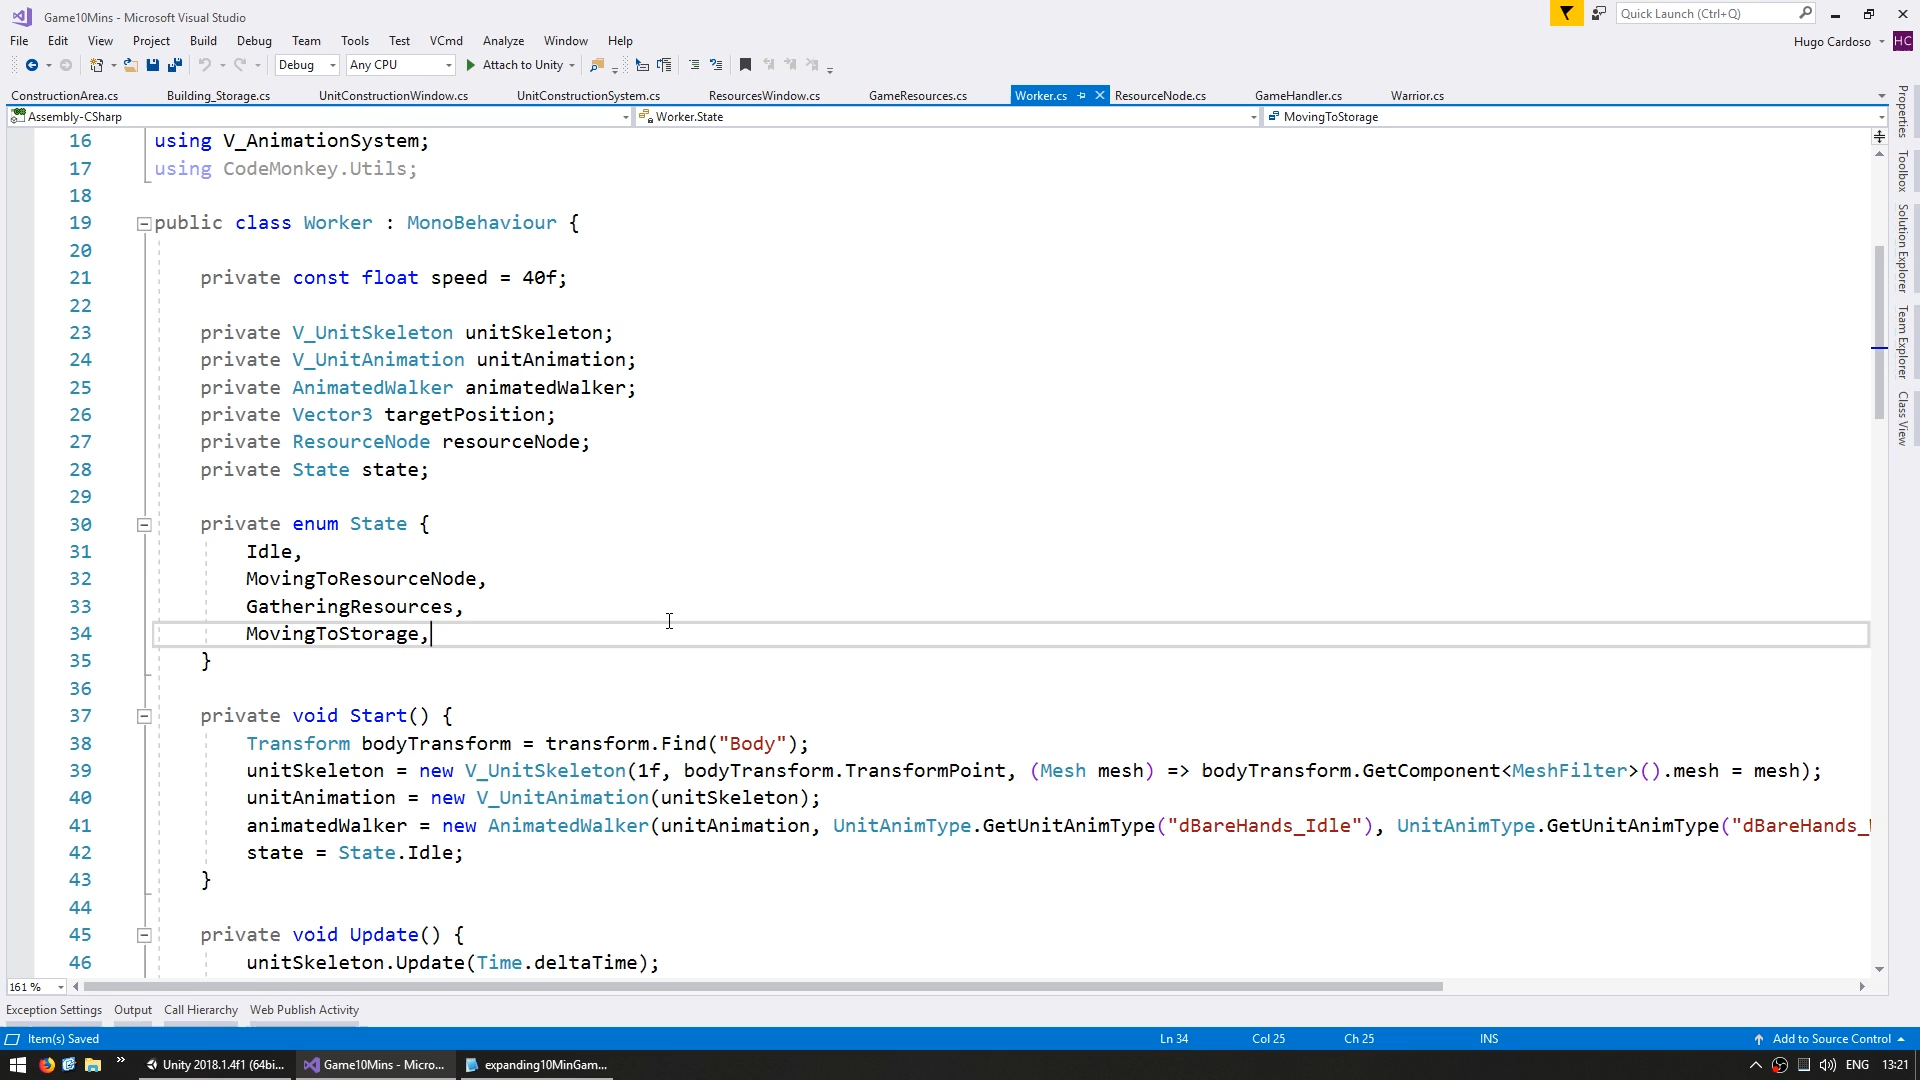 Game10Mins - Microsoft Visual Studio
Quick Launch (Ctrl+Q)
File Edit View Project Build Debug Team Tools Test VCmd Analyze Window Help
Hugo Cardoso HC
Debug Any CPU Attach to Unity
ConstructionArea.cs Building_Storage.cs UnitConstructionWindow.cs UnitConstructionSystem.cs ResourcesWindow.cs GameResources.cs Worker.cs ResourceNode.cs GameHandler.cs Warrior.cs
Assembly-CSharp Worker.State MovingToStorage
16 using V_AnimationSystem;
17 using CodeMonkey.Utils;
18
19 public class Worker : MonoBehaviour {
20
21 private const float speed = 40f;
22
23 private V_UnitSkeleton unitSkeleton;
24 private V_UnitAnimation unitAnimation;
25 private AnimatedWalker animatedWalker;
26 private Vector3 targetPosition;
27 private ResourceNode resourceNode;
28 private State state;
29
30 private enum State {
31 Idle,
32 MovingToResourceNode,
33 GatheringResources,
34 MovingToStorage,
35 }
36
37 private void Start() {
38 Transform bodyTransform = transform.Find("Body");
39 unitSkeleton = new V_UnitSkeleton(1f, bodyTransform.TransformPoint, (Mesh mesh) => bodyTransform.GetComponent<MeshFilter>().mesh = mesh);
40 unitAnimation = new V_UnitAnimation(unitSkeleton);
41 animatedWalker = new AnimatedWalker(unitAnimation, UnitAnimType.GetUnitAnimType("dBareHands_Idle"), UnitAnimType.GetUnitAnimType("dBareHands_
42 state = State.Idle;
43 }
44
45 private void Update() {
46 unitSkeleton.Update(Time.deltaTime);
Properties
Toolbox
Solution Explorer
Team Explorer
Class View
161 %
Exception Settings Output Call Hierarchy Web Publish Activity
Item(s) Saved Ln 34 Col 25 Ch 25 INS Add to Source Control
Unity 2018.1.4f1 (64bi... Game10Mins - Micro... expanding10MinGam... ENG 13:21